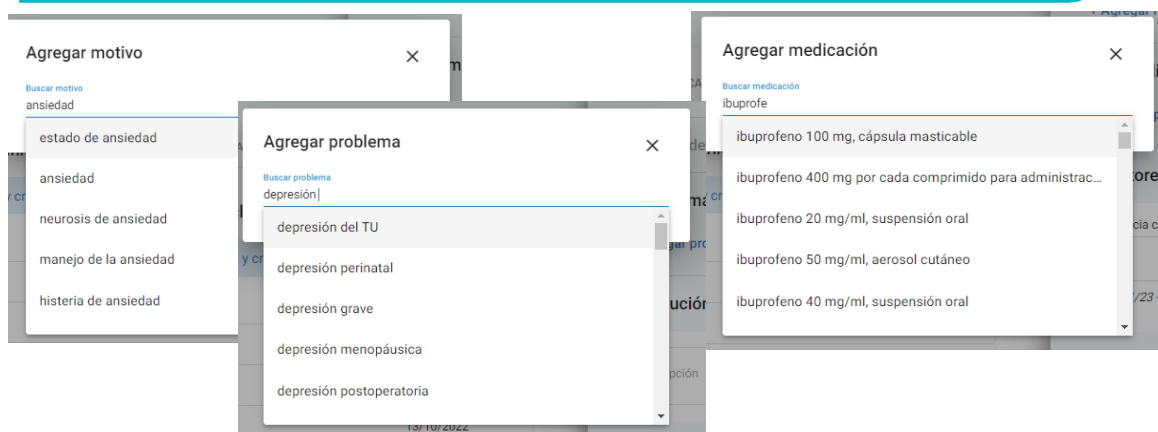 Agregar motivo
Buscar motivo
ansiedad
estado de ansiedad
ansiedad
neurosis de ansiedad
manejo de la ansiedad
histeria de ansiedad
Agregar problema
Buscar problema
depresión
depresión del TU
depresión perinatal
depresión grave
depresión menopáusica
depresión postoperatoria
13/10/2022
Agregar medicación
Buscar medicación
ibuprofe
ibuprofeno 100 mg, cápsula masticable
ibuprofeno 400 mg por cada comprimido para administrac...
ibuprofeno 20 mg/ml, suspensión oral
ibuprofeno 50 mg/ml, aerosol cutáneo
ibuprofeno 40 mg/ml, suspensión oral